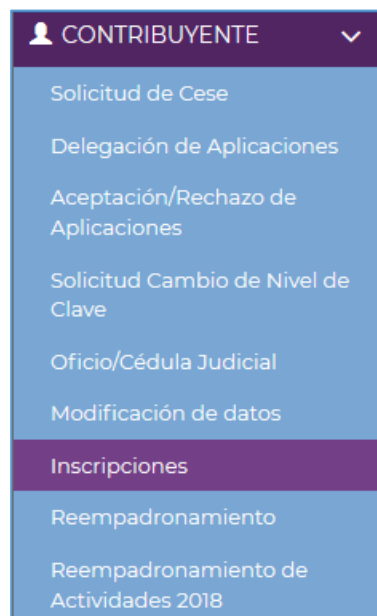 CONTRIBUYENTE
Solicitud de Cese
Delegación de Aplicaciones
Aceptación/Rechazo de
Aplicaciones
Solicitud Cambio de Nivel de
Clave
Oficio/Cédula Judicial
Modificación de datos
Inscripciones
Reempadronamiento
Reempadronamiento de
Actividades 2018